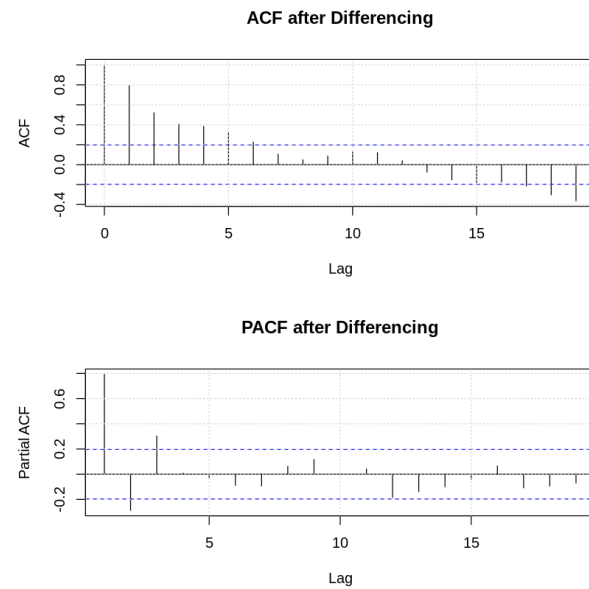 ACF after Differencing
ACF
0.8
0.4
0.0
-0.4
0 5 10 15
Lag
PACF after Differencing
Partial ACF
0.6
0.2
-0.2
5 10 15
Lag